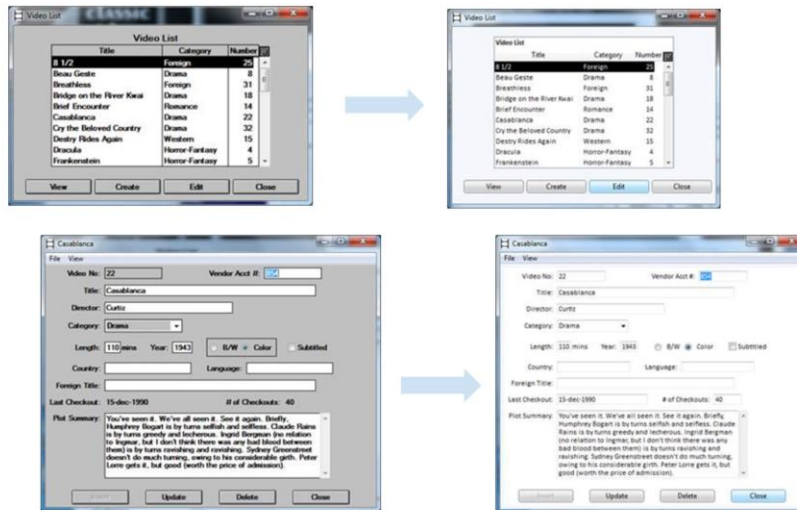 CLASSIC
Video List
Video List
Title Category Number
8 1/2 Foreign 25
Beau Geste Drama 8
Breathless Foreign 31
Bridge on the River Kwai Drama 18
Brief Encounter Romance 14
Casablanca Drama 22
Cry the Beloved Country Drama 32
Destry Rides Again Western 15
Dracula Horror-Fantasy 4
Frankenstein Horror-Fantasy 5
View Create Edit Close
Video List
Video List
Title Category Number
8 1/2 Foreign 25
Beau Geste Drama 8
Breathless Foreign 31
Bridge on the River Kwai Drama 18
Brief Encounter Romance 14
Casablanca Drama 22
Cry the Beloved Country Drama 32
Destry Rides Again Western 15
Dracula Horror-Fantasy 4
Frankenstein Horror-Fantasy 5
View Create Edit Close
Casablanca
File View
Video No: 22 Vendor Acct #: 854
Title: Casablanca
Director: Curtiz
Category: Drama
Length: 110 mins Year: 1943 B/W Color Subtitled
Country: Language:
Foreign Title:
Last Checkout: 15-dec-1990 # of Checkouts: 40
Plot Summary: You've seen it. We've all seen it. See it again. Briefly,
Humphrey Bogart is by turns selfish and selfless. Claude Rains
is by turns greedy and lecherous. Ingrid Bergman (no relation
to Ingmar, but I don't think there was any bad blood between
them) is by turns ravishing and ravishing. Sydney Greenstreet
doesn't do much turning, owing to his considerable girth. Peter
Lorre gets it, but good (worth the price of admission).
Insert Update Delete Close
Casablanca
File View
Video No: 22 Vendor Acct #: 854
Title: Casablanca
Director: Curtiz
Category: Drama
Length: 110 mins Year: 1943 B/W Color Subtitled
Country: Language:
Foreign Title:
Last Checkout: 15-dec-1990 # of Checkouts: 40
Plot Summary: You've seen it. We've all seen it. See it again. Briefly,
Humphrey Bogart is by turns selfish and selfless. Claude
Rains is by turns greedy and lecherous. Ingrid Bergman
(no relation to Ingmar, but I don't think there was any
bad blood between them) is by turns ravishing and
ravishing. Sydney Greenstreet doesn't do much turning,
owing to his considerable girth. Peter Lorre gets it, but
good (worth the price of admission).
Insert Update Delete Close